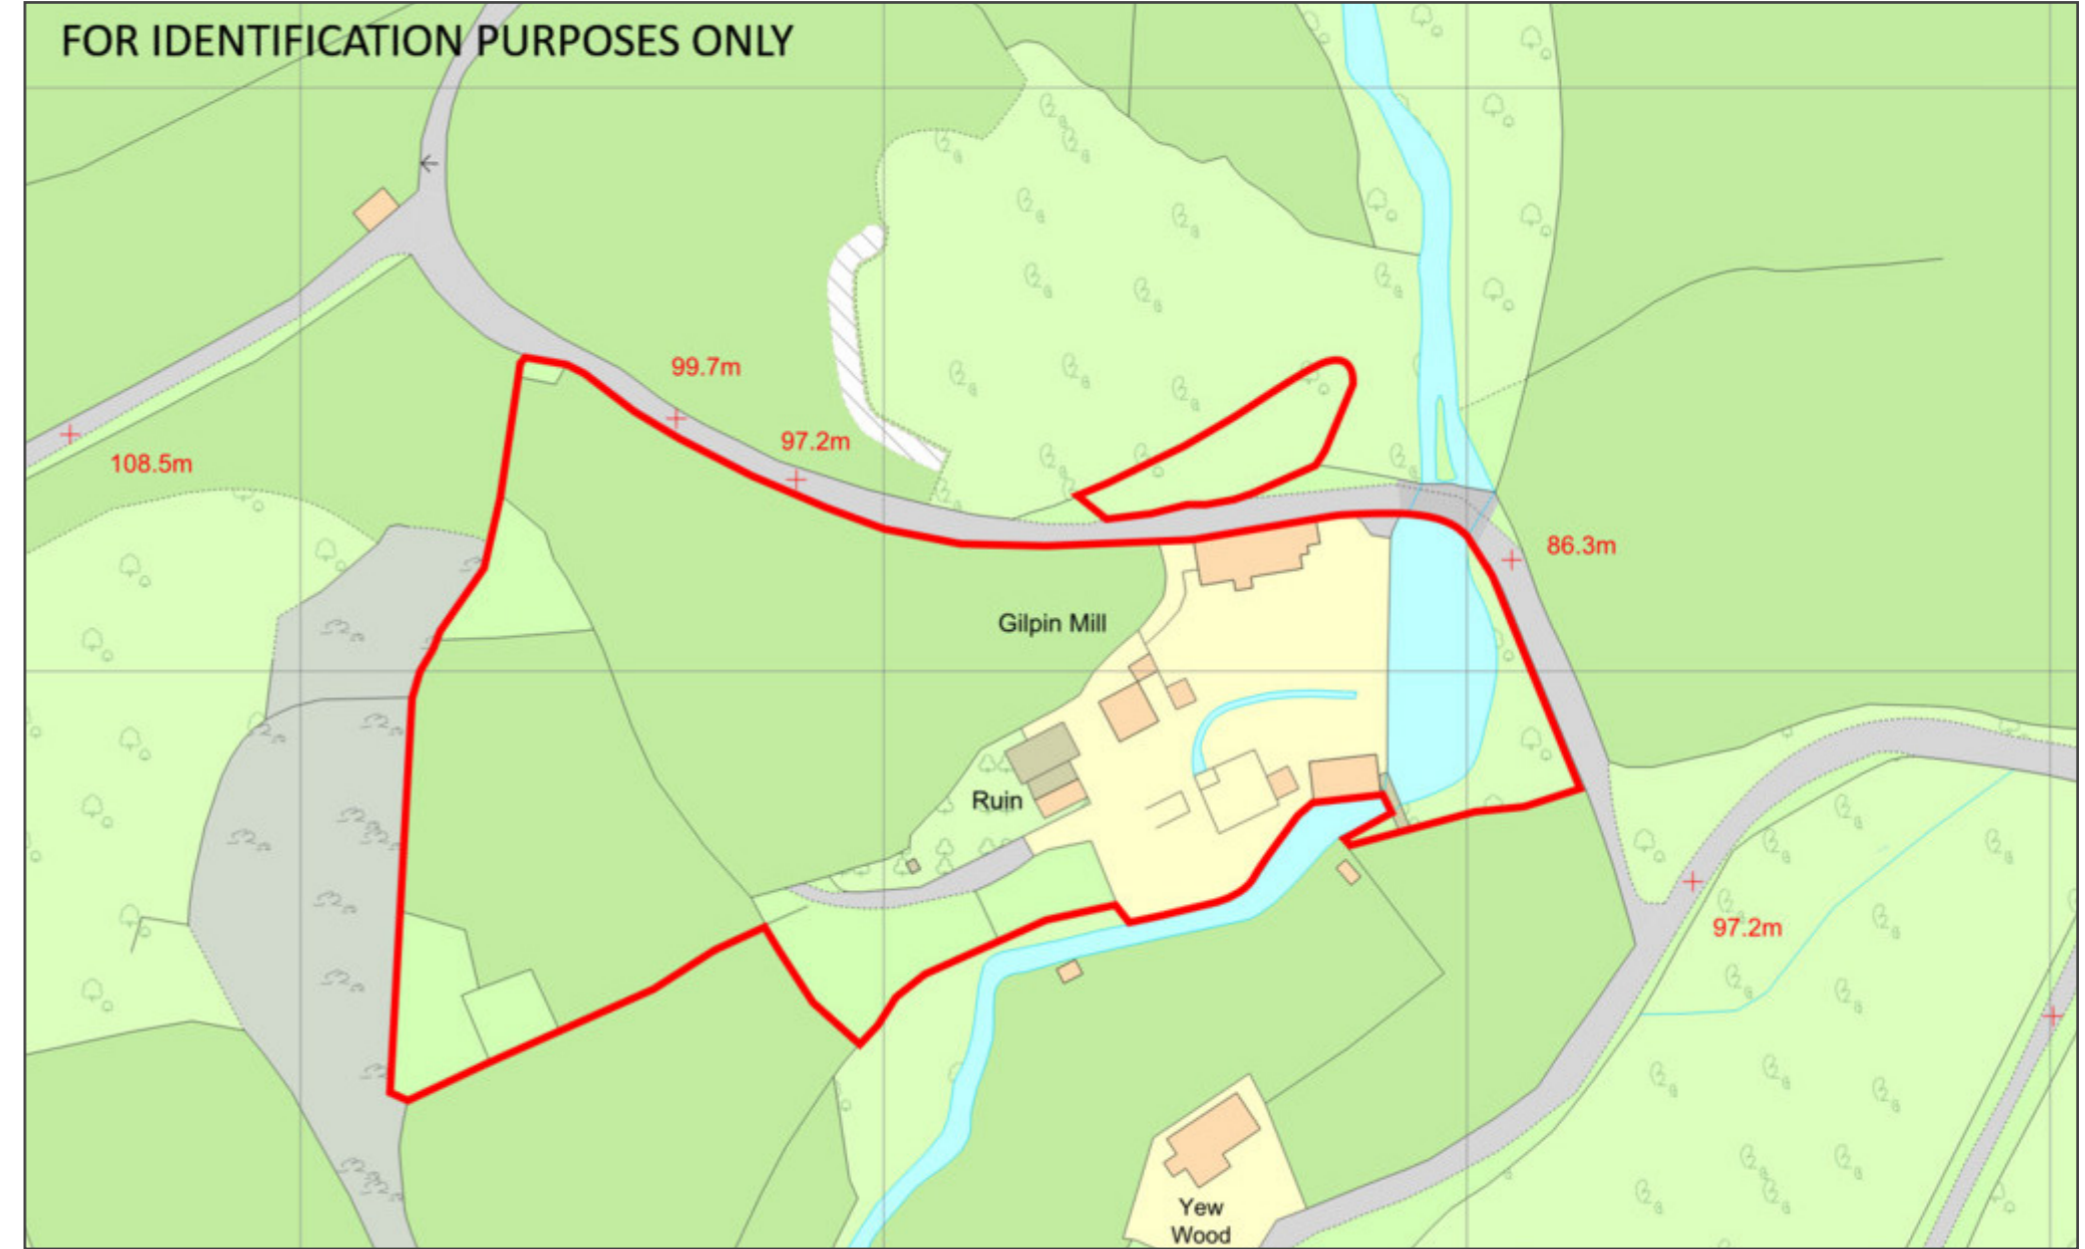 FOR IDENTIFICATION PURPOSES ONLY
99.7m
97.2m
108.5m
86.3m
Gilpin Mill
Ruin
97.2m
Yew
Wood